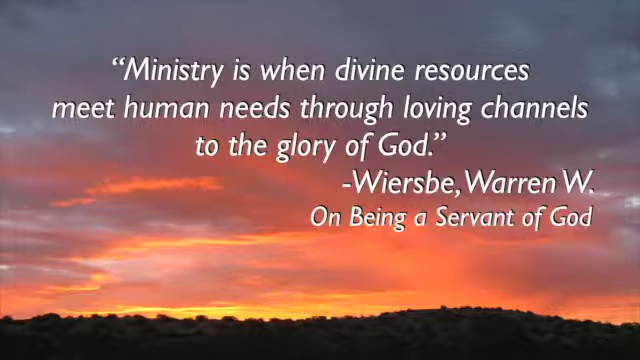 “Ministry is when divine resources
meet human needs through loving channels
to the glory of God.”
-Wiersbe, Warren W.
On Being a Servant of God